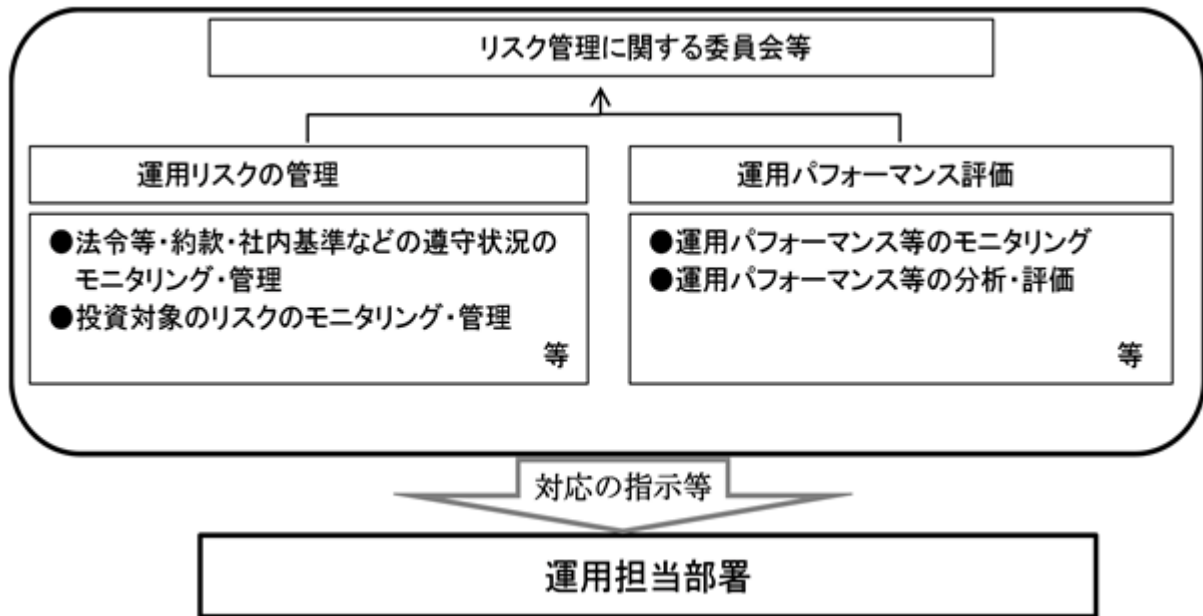 リスク管理に関する委員会等
運用リスクの管理
●法令等・約款・社内基準などの遵守状況の
モニタリング・管理
●投資対象のリスクのモニタリング・管理
等
運用パフォーマンス評価
●運用パフォーマンス等のモニタリング
●運用パフォーマンス等の分析・評価
等
対応の指示等
運用担当部署